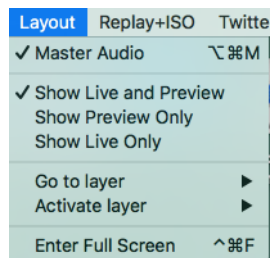 Layout Replay+ISO Twitte
✓ Master Audio ⌥⌘M
✓ Show Live and Preview
Show Preview Only
Show Live Only
Go to layer ▶
Activate layer ▶
Enter Full Screen ^⌘F